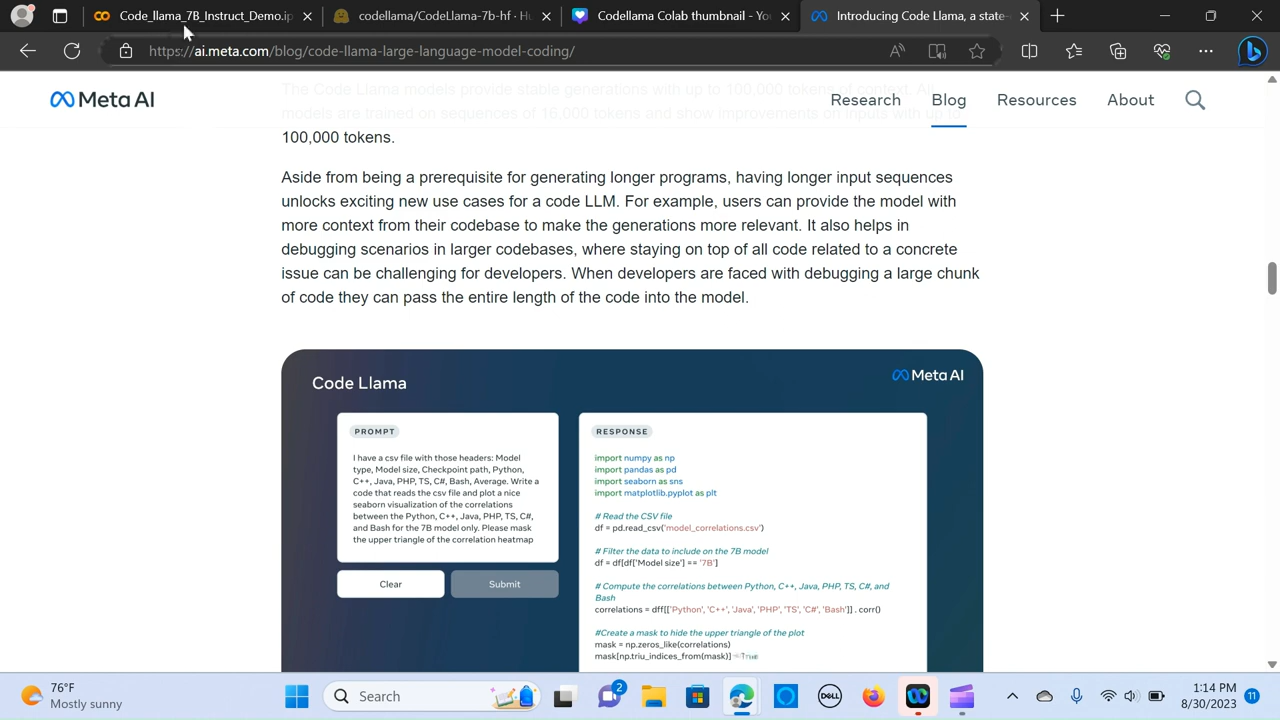 Code_llama_7B_Instruct_Demo.ip
codellama/CodeLlama-7b-hf · Hu
Codellama Colab thumbnail - Yo
Introducing Code Llama, a state-
https://ai.meta.com/blog/code-llama-large-language-model-coding/
Meta AI
Research
Blog
Resources
About
The Code Llama models provide stable generations with up to 100,000 tokens of context. All
models are trained on sequences of 16,000 tokens and show improvements on inputs with up to
100,000 tokens.
Aside from being a prerequisite for generating longer programs, having longer input sequences
unlocks exciting new use cases for a code LLM. For example, users can provide the model with
more context from their codebase to make the generations more relevant. It also helps in
debugging scenarios in larger codebases, where staying on top of all code related to a concrete
issue can be challenging for developers. When developers are faced with debugging a large chunk
of code they can pass the entire length of the code into the model.
Code Llama
Meta AI
PROMPT
I have a csv file with those headers: Model
type, Model size, Checkpoint path, Python,
C++, Java, PHP, TS, C#, Bash, Average. Write a
code that reads the csv file and plot a nice
seaborn visualization of the correlations
between the Python, C++, Java, PHP, TS, C#,
and Bash for the 7B model only. Please mask
the upper triangle of the correlation heatmap
Clear
Submit
RESPONSE
import numpy as np
import pandas as pd
import seaborn as sns
import matplotlib.pyplot as plt
# Read the CSV file
df = pd.read_csv('model_correlations.csv')
# Filter the data to include on the 7B model
df = df[df['Model size'] == '7B']
# Compute the correlations between Python, C++, Java, PHP, TS, C#, and
Bash
correlations = dff[['Python', 'C++', 'Java', 'PHP', 'TS', 'C#', 'Bash']] . corr()
#Create a mask to hide the upper triangle of the plot
mask = np.zeros_like(correlations)
mask[np.triu_indices_from(mask)] = True
76°F
Mostly sunny
Search
2
DELL
1:14 PM
8/30/2023
11